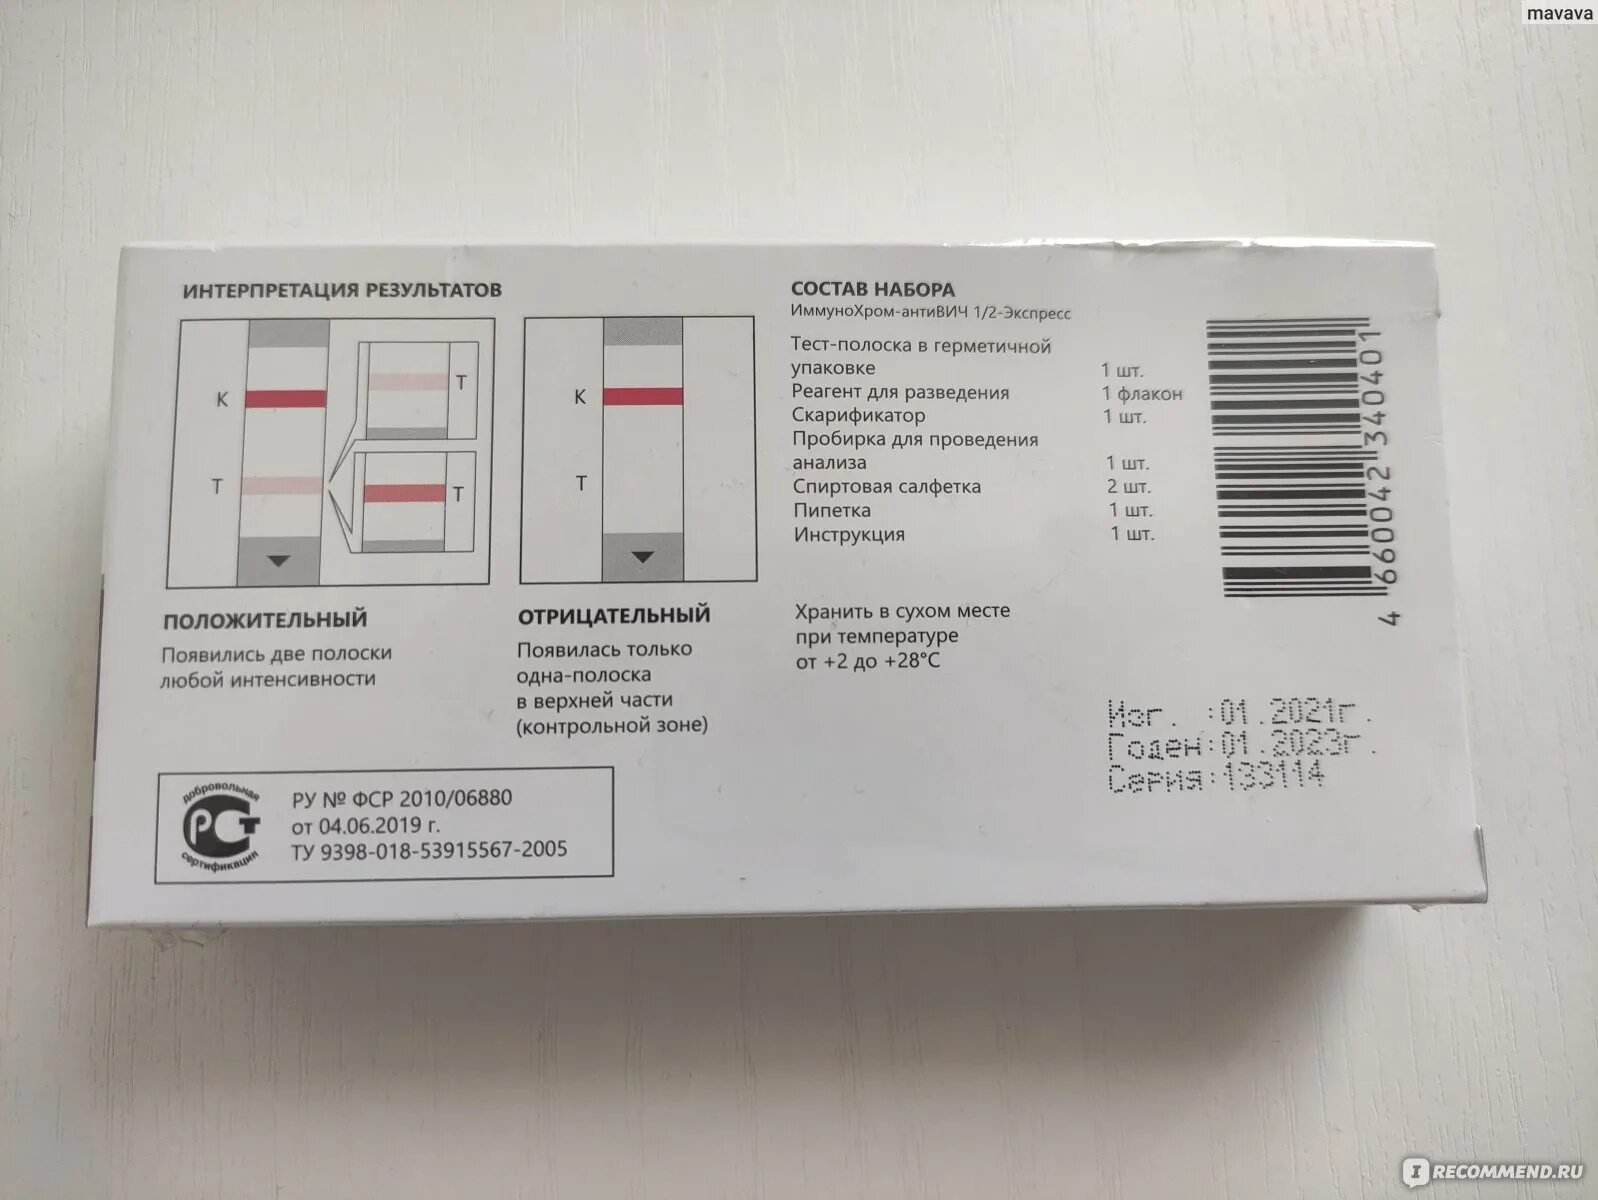 mavava
ИНТЕРПРЕТАЦИЯ РЕЗУЛЬТАТОВ
К
Т
Т
Т
ПОЛОЖИТЕЛЬНЫЙ
Появились две полоски
любой интенсивности
К
Т
ОТРИЦАТЕЛЬНЫЙ
Появилась только
одна-полоска
в верхней части
(контрольной зоне)
добровольная
РСТ
сертификация
РУ № ФСР 2010/06880
от 04.06.2019 г.
ТУ 9398-018-53915567-2005
СОСТАВ НАБОРА
ИммуноХром-антиВИЧ 1/2-Экспресс
Тест-полоска в герметичной
упаковке 1 шт.
Реагент для разведения 1 флакон
Скарификатор 1 шт.
Пробирка для проведения
анализа 1 шт.
Спиртовая салфетка 2 шт.
Пипетка 1 шт.
Инструкция 1 шт.
Хранить в сухом месте
при температуре
от +2 до +28°C
4 660042 340401
Изг. :01.2021г.
Годен:01.2023г.
Серия:133114
IRECOMMEND.RU